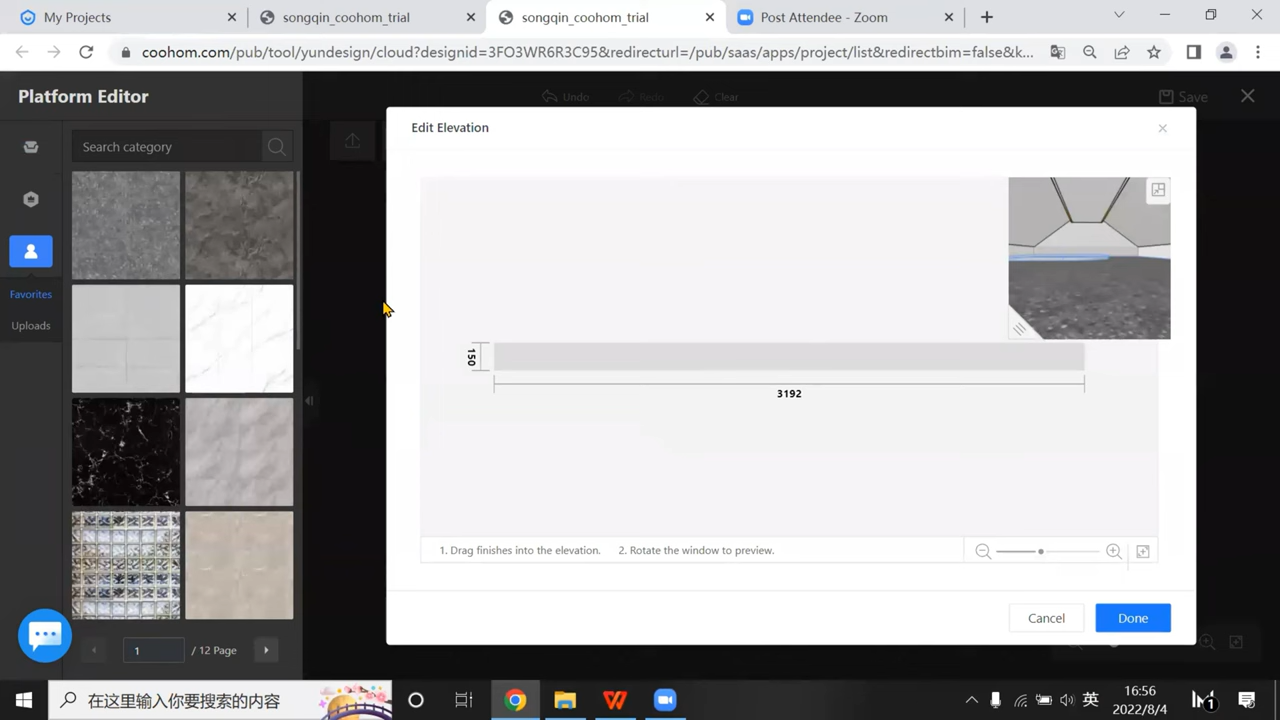 My Projects
songqin_coohom_trial
songqin_coohom_trial
Post Attendee - Zoom
coohom.com/pub/tool/yundesign/cloud?designid=3FO3WR6R3C95&redirecturl=/pub/saas/apps/project/list&redirectbim=false&k...
Platform Editor
Undo
Redo
Clear
Save
Search category
Favorites
Uploads
1
/ 12 Page
Edit Elevation
150
3192
1. Drag finishes into the elevation.
2. Rotate the window to preview.
Cancel
Done
在这里输入你要搜索的内容
英
16:56
2022/8/4
1